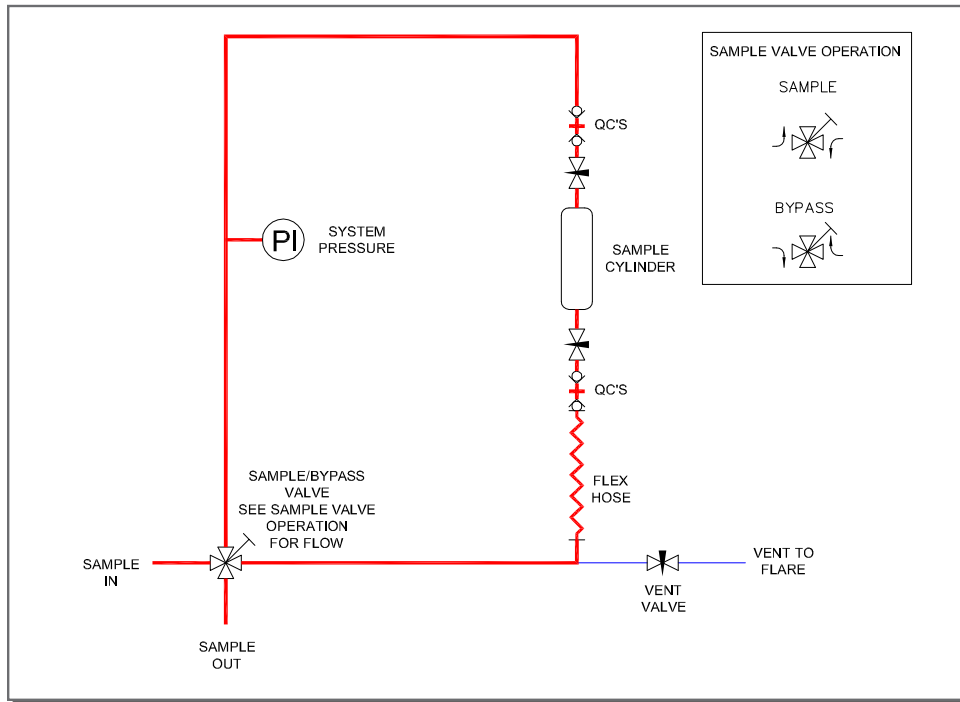 SAMPLE VALVE OPERATION
SAMPLE
BYPASS
QC'S
PI
SYSTEM
PRESSURE
SAMPLE
CYLINDER
QC'S
FLEX
HOSE
SAMPLE/BYPASS
VALVE
SEE SAMPLE VALVE
OPERATION
FOR FLOW
SAMPLE
IN
SAMPLE
OUT
VENT
VALVE
VENT TO
FLARE